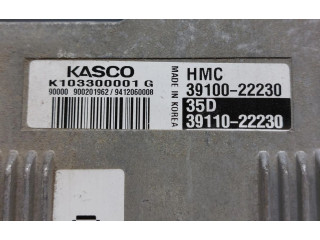 KASCO
K103300001 G
90000 900201962 / 9412060008
MADE IN KOREA
HMC
39100-22230
35D
39110-22230